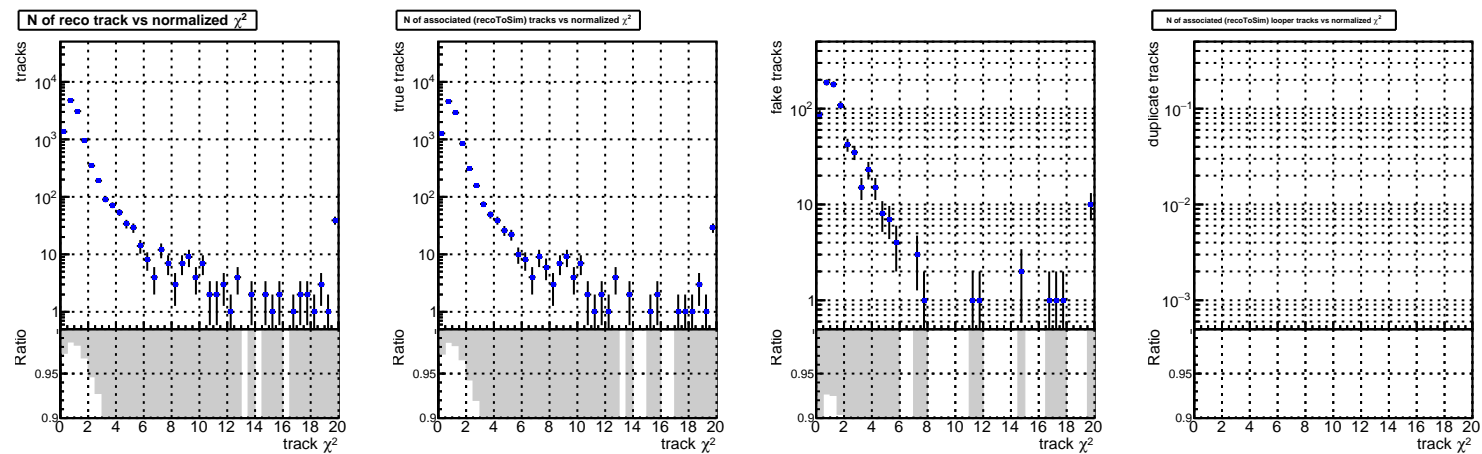 N of reco track vs normalized χ²
tracks
10⁴
10³
10²
10
1
Ratio
0.95
0.9
0 2 4 6 8 10 12 14 16 18 20
track χ²
N of associated (recoToSim) tracks vs normalized χ²
true tracks
10⁴
10³
10²
10
1
Ratio
0.95
0.9
0 2 4 6 8 10 12 14 16 18 20
track χ²
fake tracks
10²
10
1
Ratio
0.95
0.9
0 2 4 6 8 10 12 14 16 18 20
track χ²
N of associated (recoToSim) looper tracks vs normalized χ²
duplicate tracks
10⁻¹
10⁻²
10⁻³
Ratio
0.95
0.9
0 2 4 6 8 10 12 14 16 18 20
track χ²